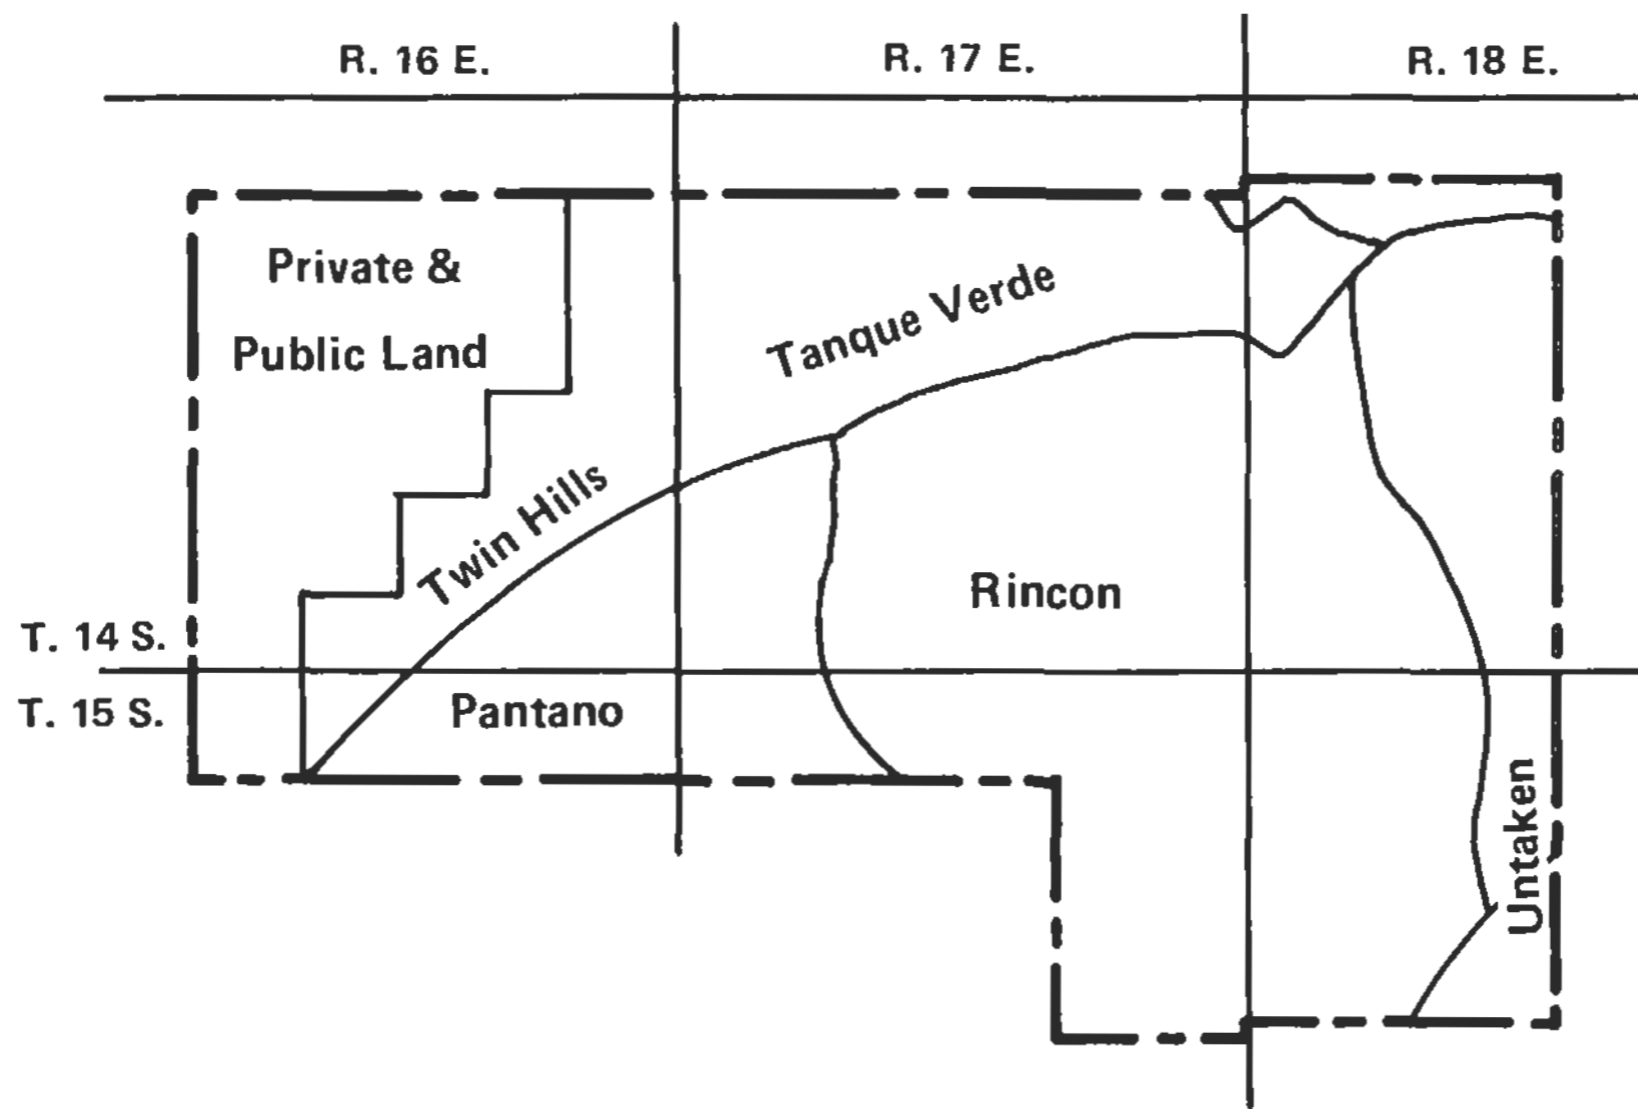 R. 16 E.
R. 17 E.
R. 18 E.
Private &
Public Land
Tanque Verde
Twin Hills
Rincon
T. 14 S.
T. 15 S.
Pantano
Untaken